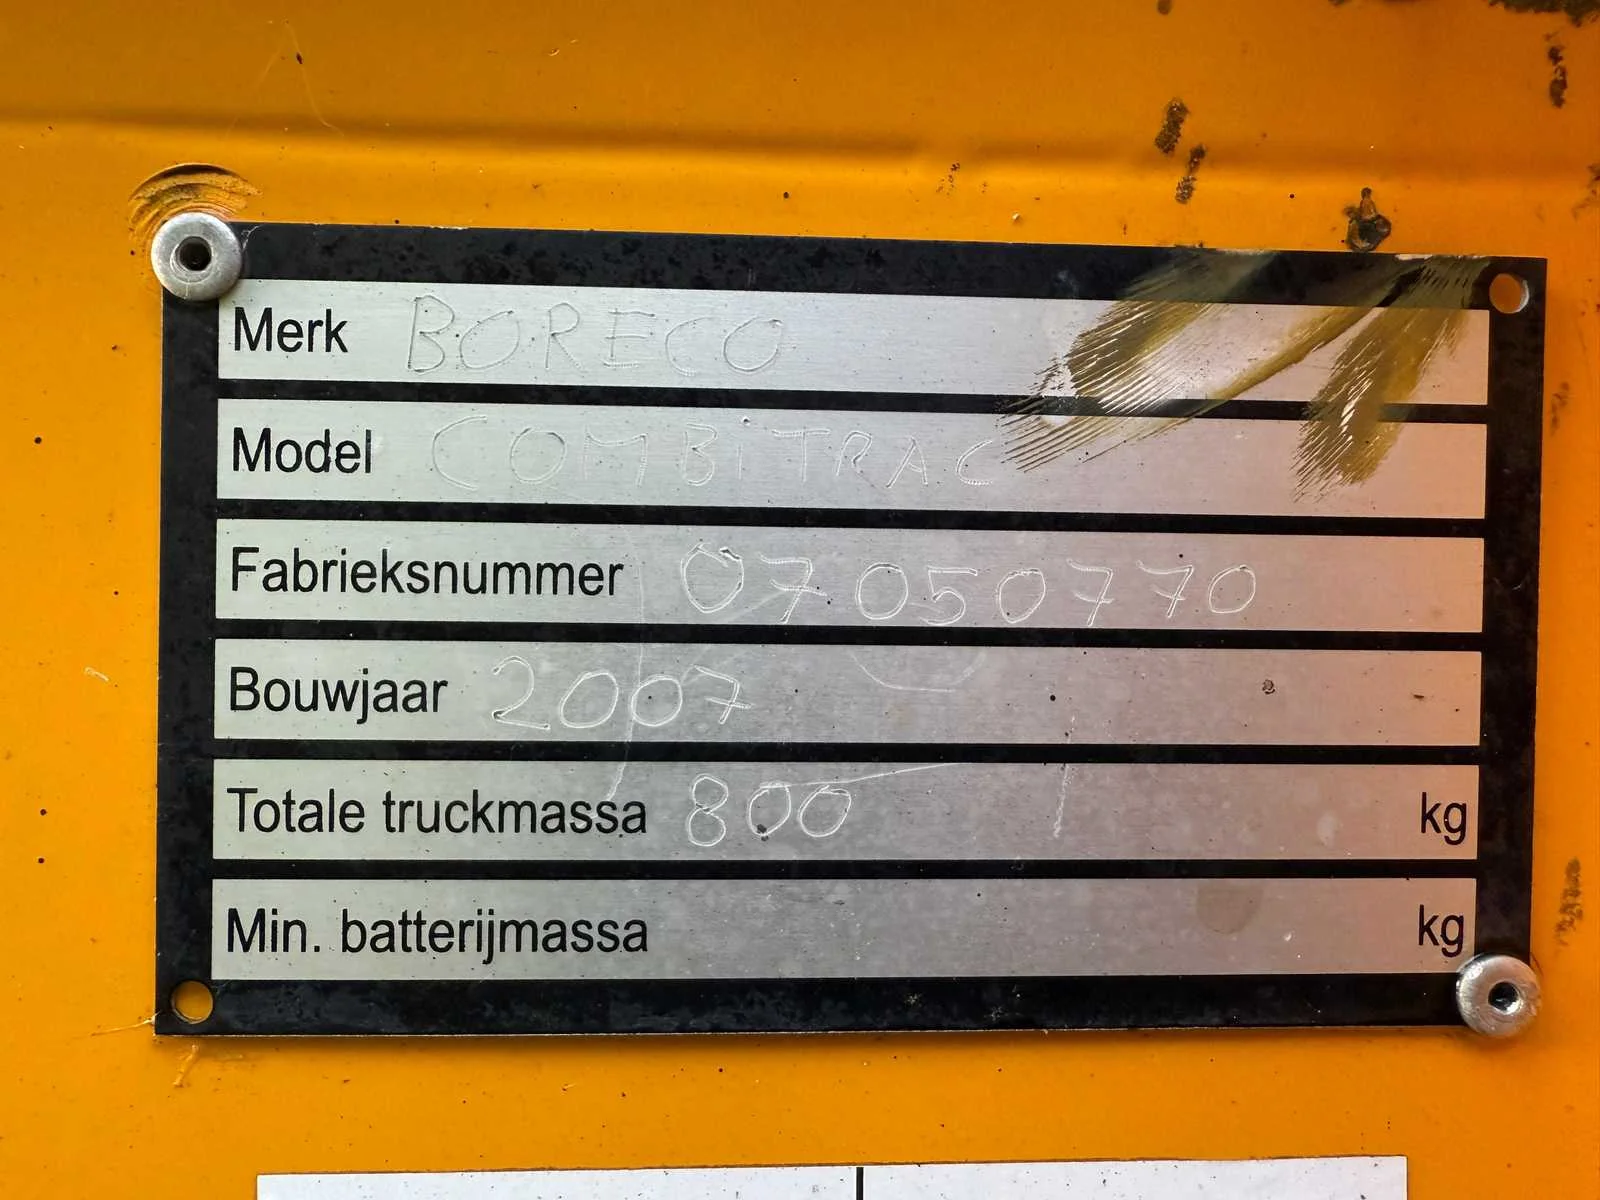 Merk BORECO
Model COMBITRAC
Fabrieksnummer 07050770
Bouwjaar 2007
Totale truckmassa 800 kg
Min. batterijmassa kg